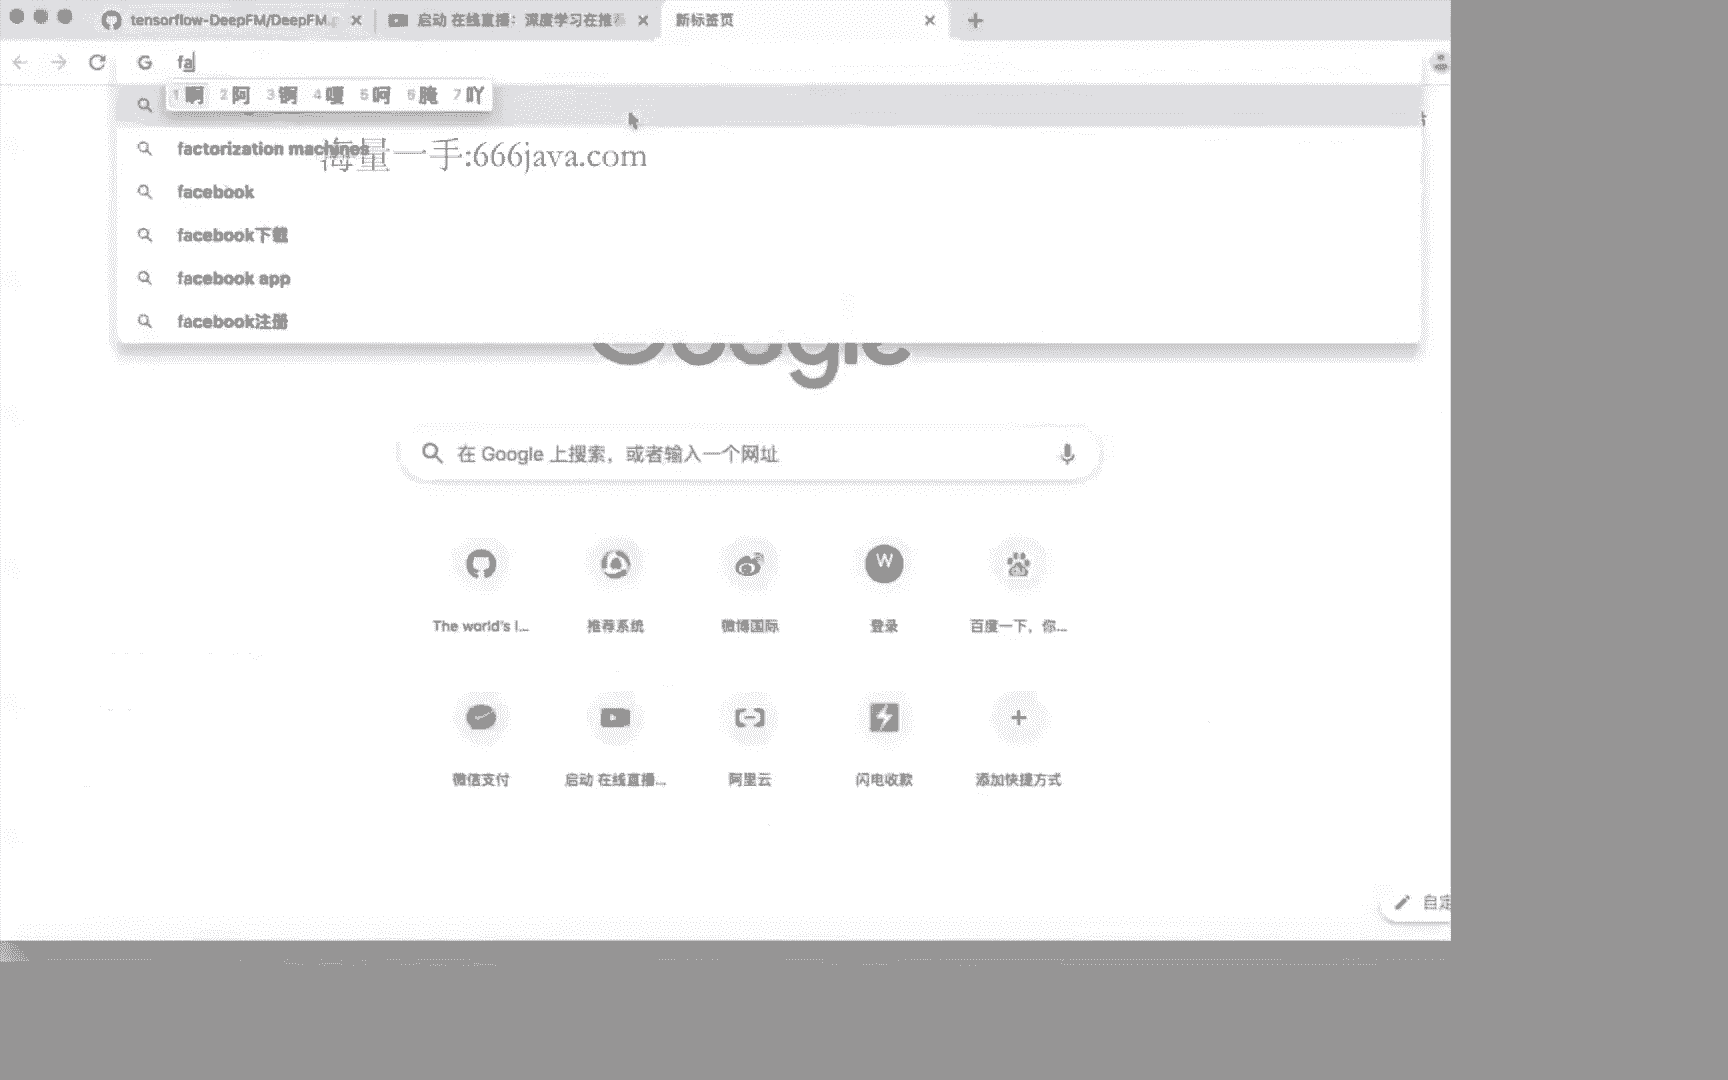 tensorflow-DeepFM/DeepFM.
启动 在线直播：深度学习在推
新标签页
fa
1 啊 2 阿 3 锕 4 嗄 5 呵 6 腌 7 吖
factorization machines
海量一手:666java.com
facebook
facebook下载
facebook app
facebook注册
Google
在 Google 上搜索，或者输入一个网址
The world's l...
推荐系统
微博国际
W
登录
百度一下，你...
微信支付
启动 在线直播...
阿里云
闪电收款
添加快捷方式
自定